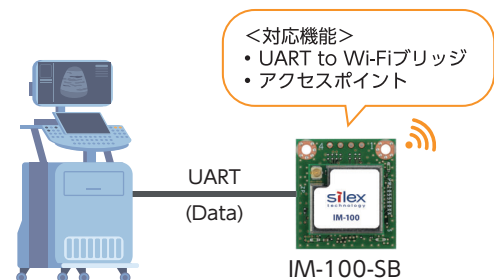 ＜対応機能＞
• UART to Wi-Fiブリッジ
• アクセスポイント
UART
(Data)
silex
technology
IM-100
IM-100-SB